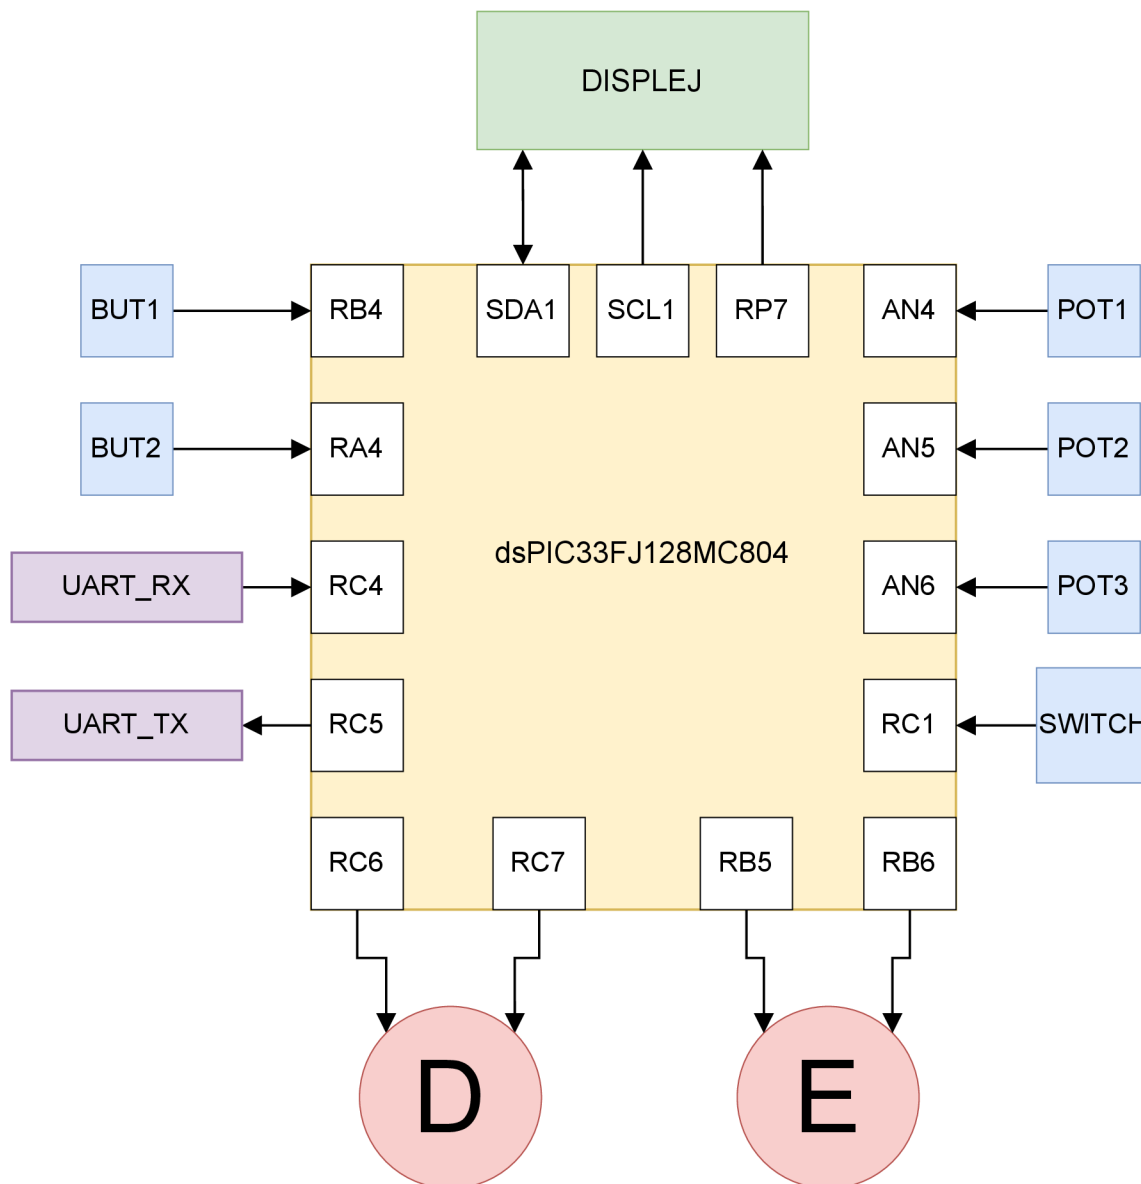 DISPLEJ
BUT1
RB4
SDA1
SCL1
RP7
AN4
POT1
BUT2
RA4
AN5
POT2
dsPIC33FJ128MC804
UART_RX
RC4
AN6
POT3
UART_TX
RC5
RC1
SWITCH
RC6
RC7
RB5
RB6
D
E